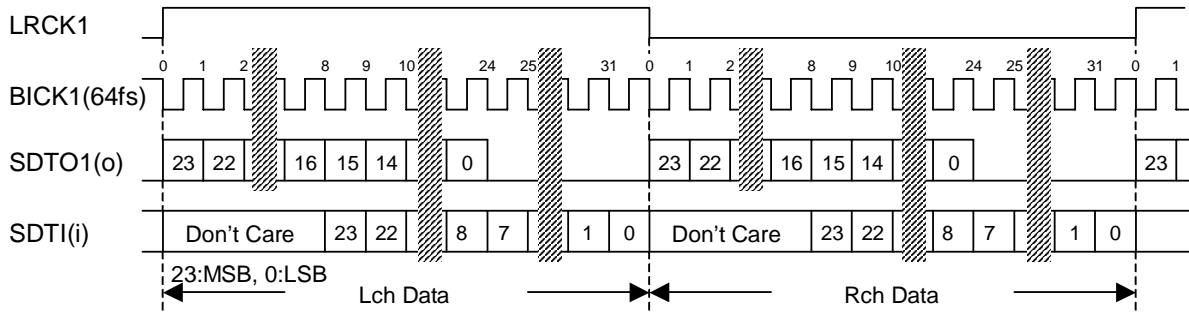 LRCK1
0 1 2 8 9 10 24 25 31 0 1 2 8 9 10 24 25 31 0 1
BICK1(64fs)
SDTO1(o) 23 22 16 15 14 0 23 22 16 15 14 0 23
SDTI(i) Don't Care 23 22 8 7 1 0 Don't Care 23 22 8 7 1 0
23:MSB, 0:LSB
Lch Data Rch Data